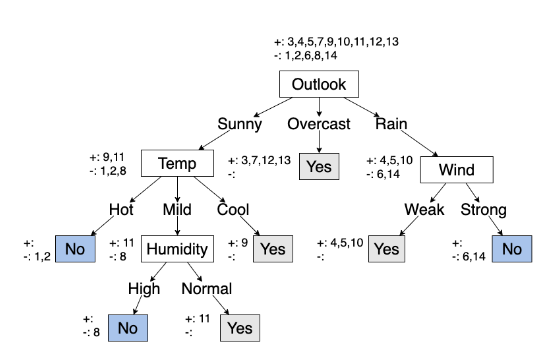 +: 3,4,5,7,9,10,11,12,13
-: 1,2,6,8,14
Outlook
Sunny Overcast Rain
+: 9,11
-: 1,2,8
Temp
+: 3,7,12,13
-:
Yes
+: 4,5,10
-: 6,14
Wind
Hot Mild Cool
Weak Strong
+:
-: 1,2
No
+: 11
-: 8
Humidity
+: 9
-:
Yes
+: 4,5,10
-:
Yes
+:
-: 6,14
No
High Normal
+:
-: 8
No
+: 11
-:
Yes